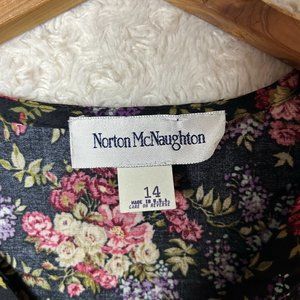 Norton McNaughton
14
MADE IN U.S.A.
CARE ON REVERSE